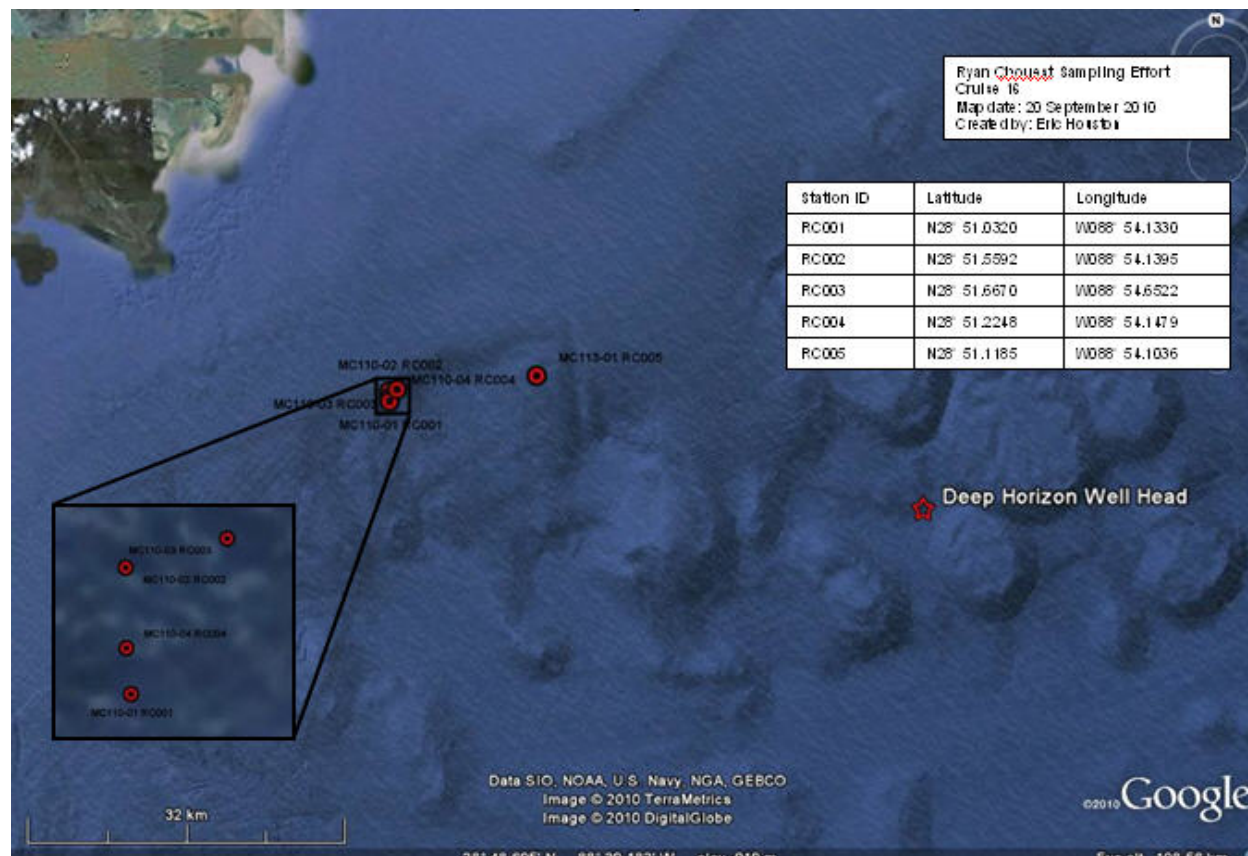 N
Ryan Chouest Sampling Effort
Cruise 16
Map date: 20 September 2010
Created by: Eric Houston
Station ID Latitude Longitude
RC001 N28° 51.0320 W088° 54.1330
RC002 N28° 51.5592 W088° 54.1395
RC003 N28° 51.6670 W088° 54.6522
RC004 N28° 51.2248 W088° 54.1479
RC005 N28° 51.1185 W088° 54.1036
MC110-02 RC002
MC113-01 RC005
MC110-04 RC004
MC110-03 RC003
MC110-01 RC001
Deep Horizon Well Head
MC110-03 RC003
MC110-02 RC002
MC110-04 RC004
MC110-01 RC001
Data SIO, NOAA, U.S. Navy, NGA, GEBCO
Image © 2010 TerraMetrics
Image © 2010 DigitalGlobe
©2010 Google
32 km